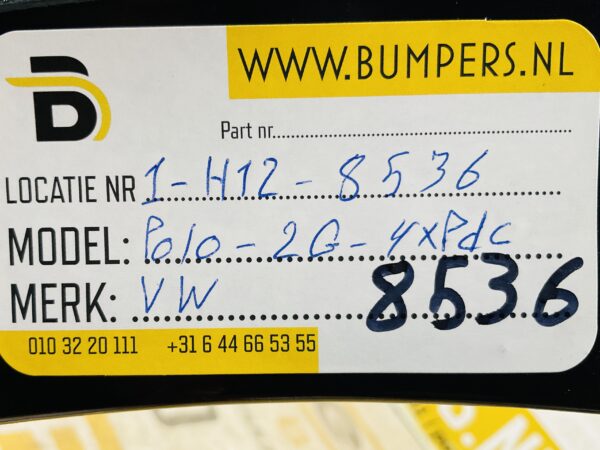 WWW.BUMPERS.NL
Part nr
LOCATIE NR 1-H12-8536
MODEL: Polo-2G-4xPdc
MERK: VW 8536
010 32 20 111 +31 6 44 66 53 55